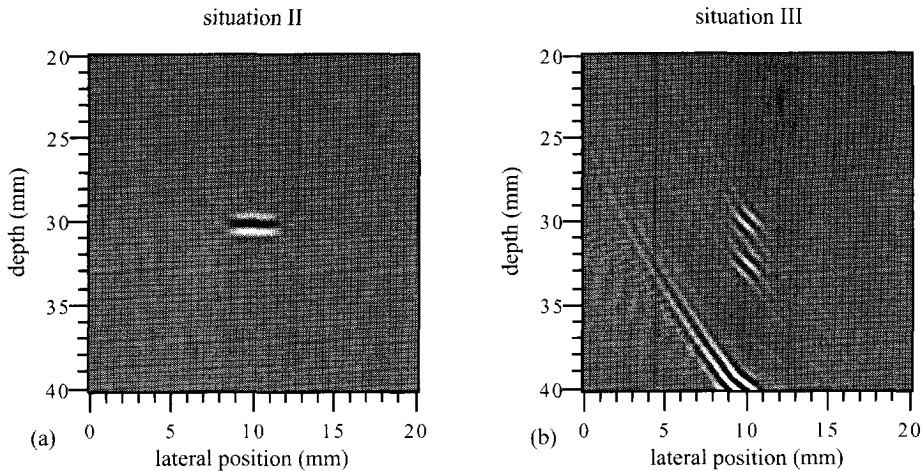 situation II
situation III
20
25
30
35
40
depth (mm)
0 5 10 15 20
lateral position (mm)
(a)
20
25
30
35
40
depth (mm)
0 5 10 15 20
lateral position (mm)
(b)